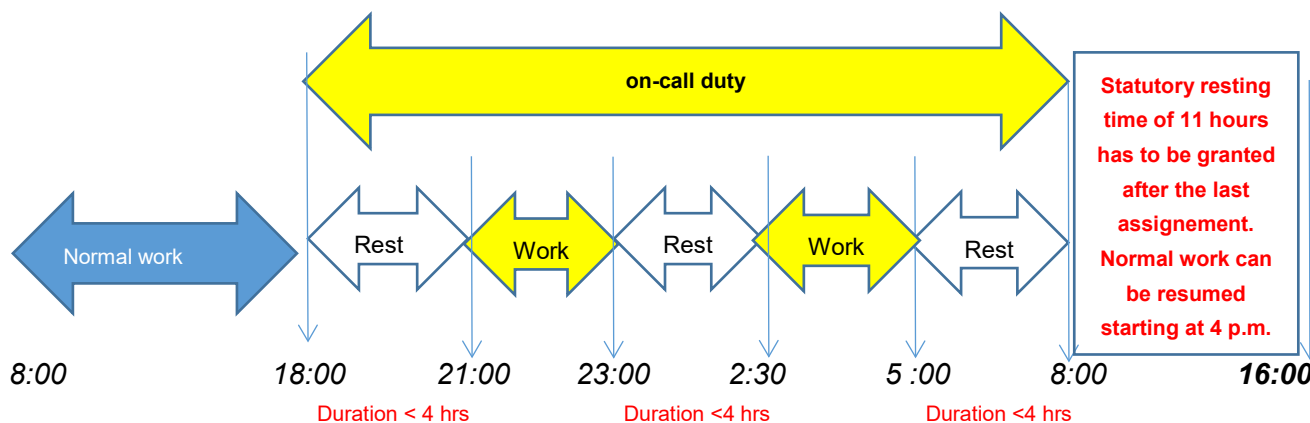 on-call duty
Statutory resting
time of 11 hours
has to be granted
after the last
assignement.
Normal work can
be resumed
starting at 4 p.m.
Normal work
Rest
Work
Rest
Work
Rest
8:00
18:00
21:00
23:00
2:30
5 :00
8:00
16:00
Duration < 4 hrs
Duration <4 hrs
Duration <4 hrs